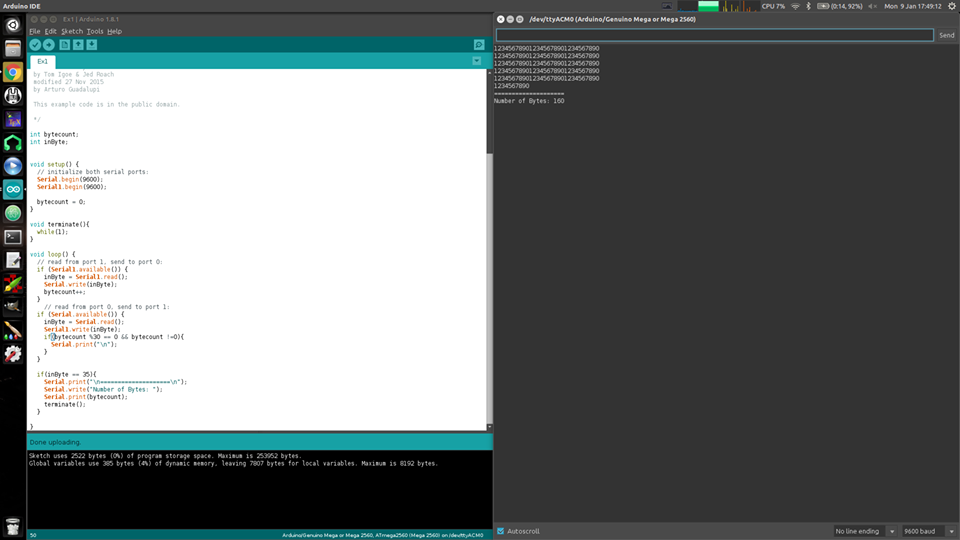 Arduino IDE
CPU 7%
(0:14, 92%)
Mon 9 Jan 17:49:12
Ex1 | Arduino 1.8.1
File Edit Sketch Tools Help
Ex1
by Tom Igoe & Jed Roach
modified 27 Nov 2015
by Arturo Guadalupi
This example code is in the public domain.
*/
int bytecount;
int inByte;
void setup() {
// initialize both serial ports:
Serial.begin(9600);
Serial1.begin(9600);
bytecount = 0;
}
void terminate(){
while(1);
}
void loop() {
// read from port 1, send to port 0:
if (Serial1.available()) {
inByte = Serial1.read();
Serial.write(inByte);
bytecount++;
}
// read from port 0, send to port 1:
if (Serial.available()) {
inByte = Serial.read();
Serial1.write(inByte);
if(bytecount %30 == 0 && bytecount !=0){
Serial.print("\n");
}
}
if(inByte == 35){
Serial.print("\n====================\n");
Serial.write("Number of Bytes: ");
Serial.print(bytecount);
terminate();
}
}
Done uploading.
Sketch uses 2522 bytes (0%) of program storage space. Maximum is 253952 bytes.
Global variables use 385 bytes (4%) of dynamic memory, leaving 7807 bytes for local variables. Maximum is 8192 bytes.
50
Arduino/Genuino Mega or Mega 2560, ATmega2560 (Mega 2560) on /dev/ttyACM0
/dev/ttyACM0 (Arduino/Genuino Mega or Mega 2560)
Send
123456789012345678901234567890
123456789012345678901234567890
123456789012345678901234567890
123456789012345678901234567890
123456789012345678901234567890
1234567890
====================
Number of Bytes: 160
Autoscroll
No line ending
9600 baud